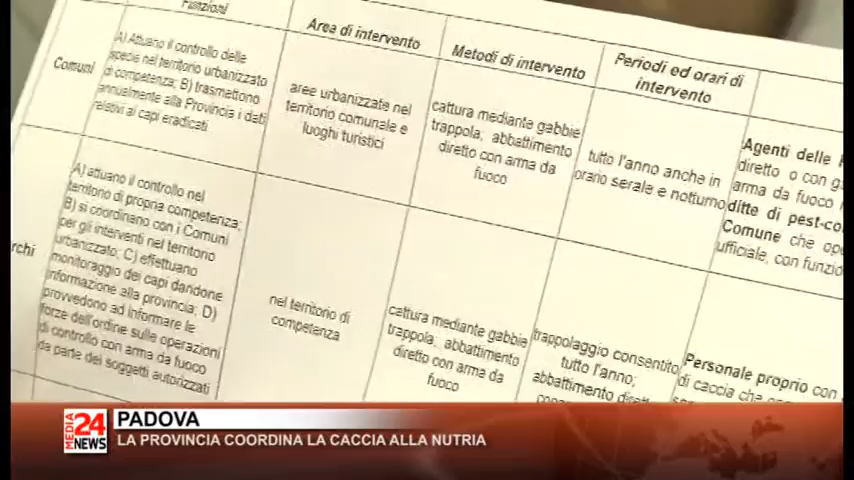 Funzioni
Area di intervento
Metodi di intervento
Periodi ed orari di
intervento
Comuni
A) Attuano il controllo delle
specie nel territorio urbanizzato
di competenza; B) trasmettono
annualmente alla Provincia i dati
relativi ai capi eradicati
aree urbanizzate nel
territorio comunale e
luoghi turistici
cattura mediante gabbie
trappola; abbattimento
diretto con arma da
fuoco
tutto l'anno anche in
orario serale e notturno
Agenti delle
diretto o con
arma da fuoco
ditte di pest-co
Comune che ope
ufficiale, con funzio
rchi
A) attuano il controllo nel
territorio di propria competenza;
B) si coordinano con i Comuni
per gli interventi nel territorio
urbanizzato; C) effettuano
monitoraggio dei capi dandone
informazione alla provincia; D)
provvedono ad informare le
forze dell'ordine sulle operazioni
di controllo con arma da fuoco
da parte dei soggetti autorizzati
nel territorio di
competenza
cattura mediante gabbie
trappola; abbattimento
diretto con arma da
fuoco
trappolaggio consentito
tutto l'anno;
abbattimento dirett
Personale proprio con
di caccia che
MEDIA 24 NEWS
PADOVA
LA PROVINCIA COORDINA LA CACCIA ALLA NUTRIA